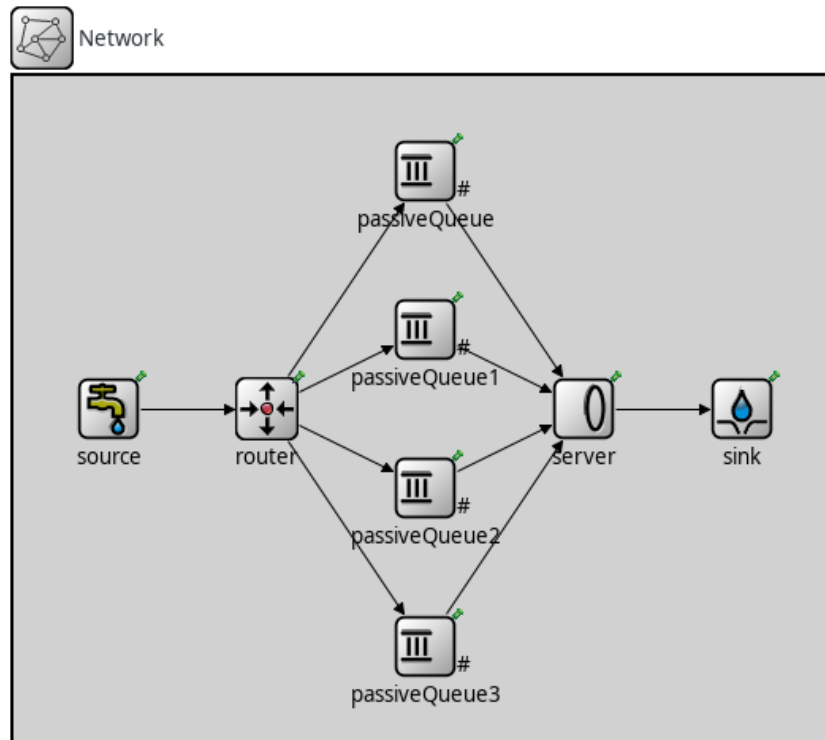 Network
#
passiveQueue
#
passiveQueue1
source
router
server
sink
#
passiveQueue2
#
passiveQueue3